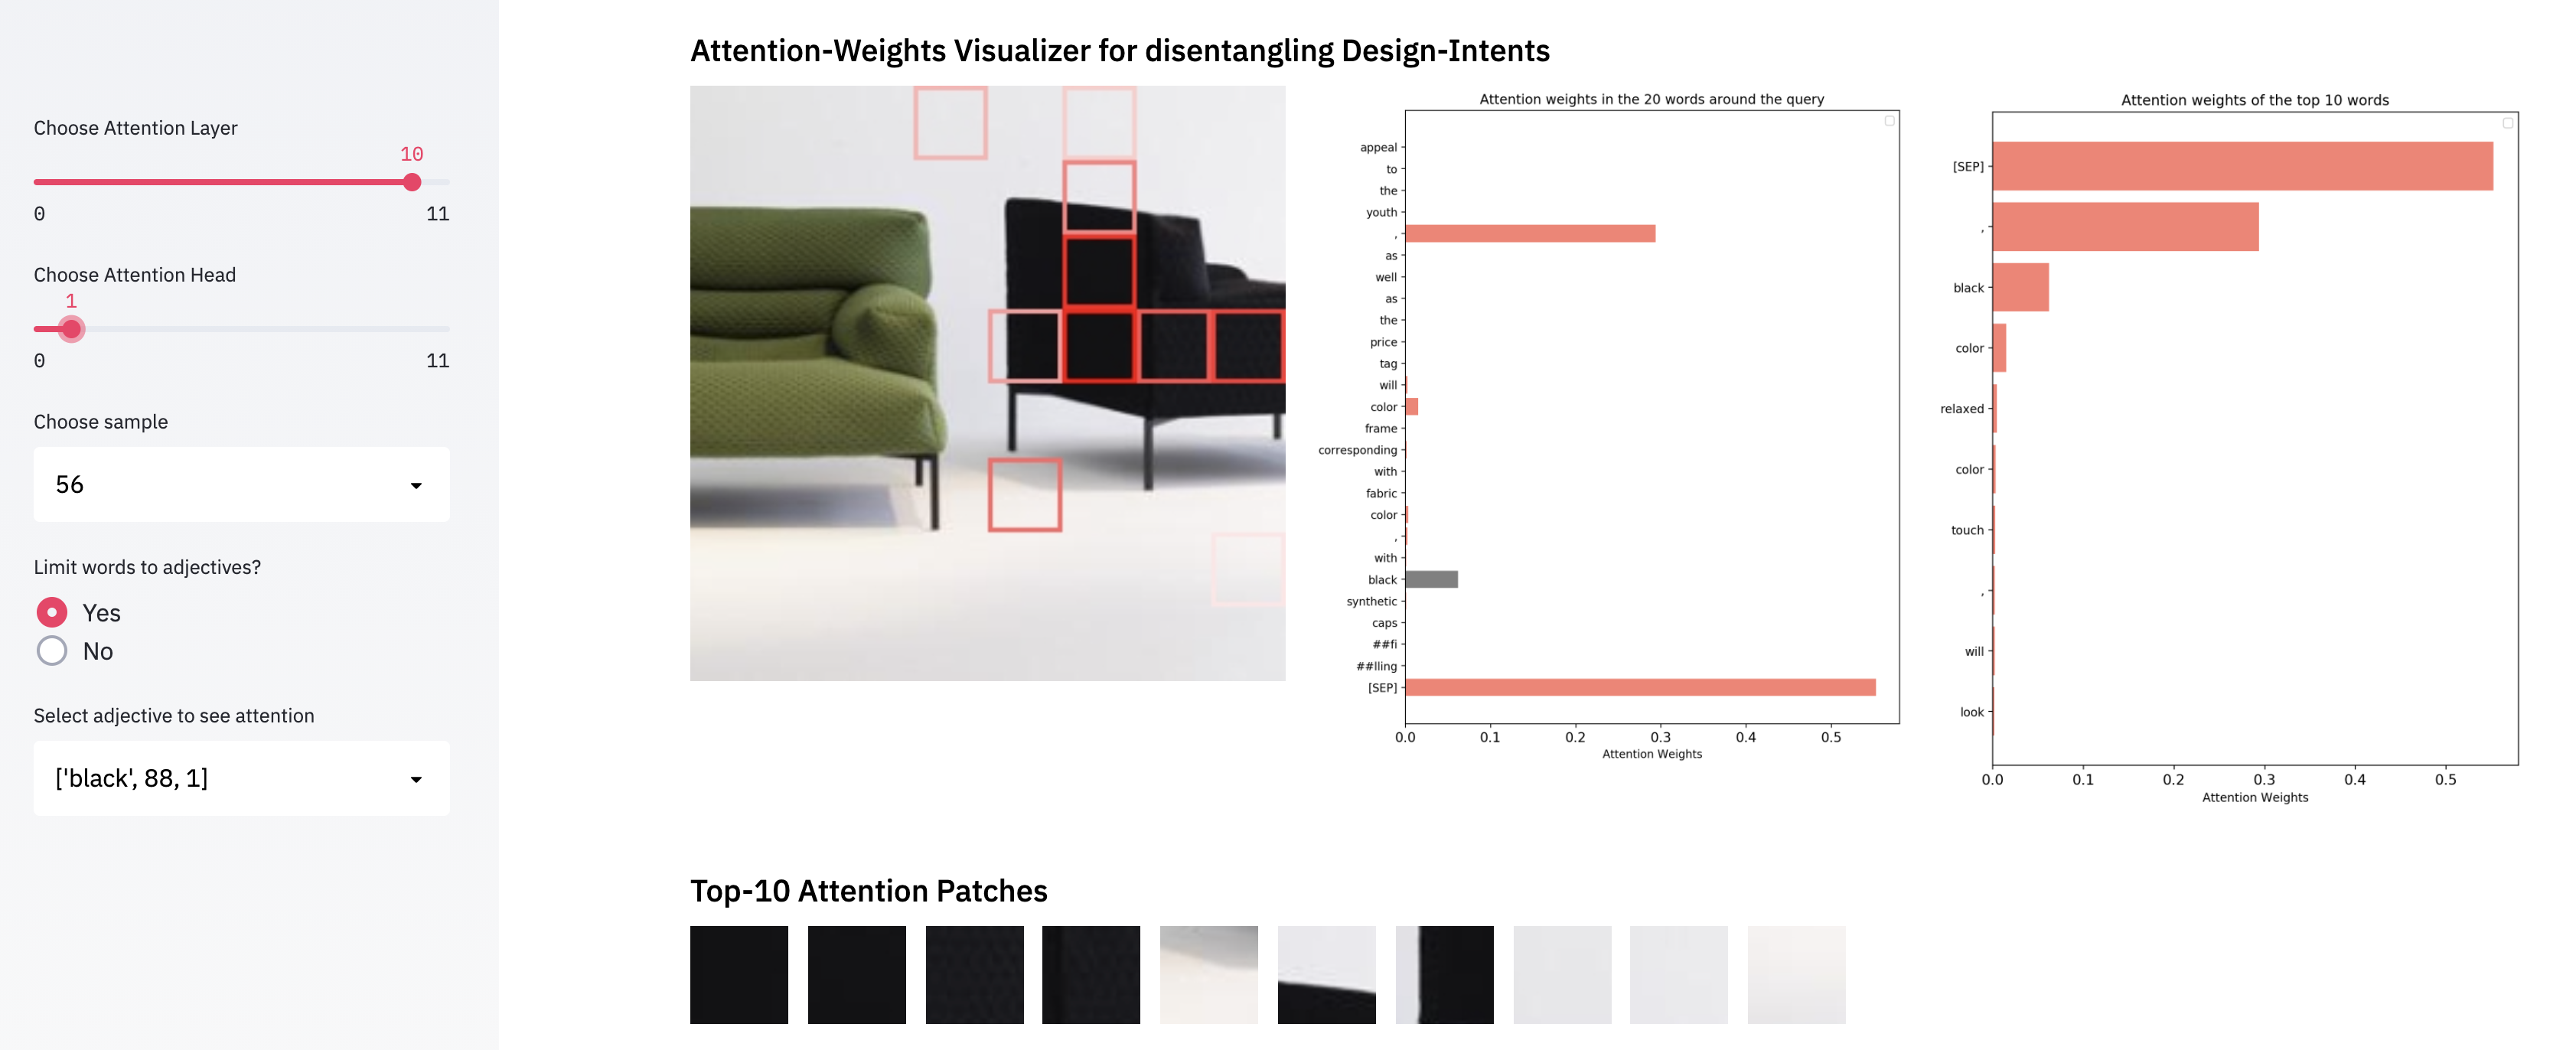 Choose Attention Layer
10
0 11
Choose Attention Head
1
0 11
Choose sample
56
Limit words to adjectives?
Yes
No
Select adjective to see attention
['black', 88, 1]
Attention-Weights Visualizer for disentangling Design-Intents
Attention weights in the 20 words around the query
appeal
to
the
youth
,
as
well
as
the
price
tag
will
color
frame
corresponding
with
fabric
color
,
with
black
synthetic
caps
##fi
##lling
[SEP]
0.0 0.1 0.2 0.3 0.4 0.5
Attention Weights
Attention weights of the top 10 words
[SEP]
,
black
color
relaxed
color
touch
,
will
look
0.0 0.1 0.2 0.3 0.4 0.5
Attention Weights
Top-10 Attention Patches